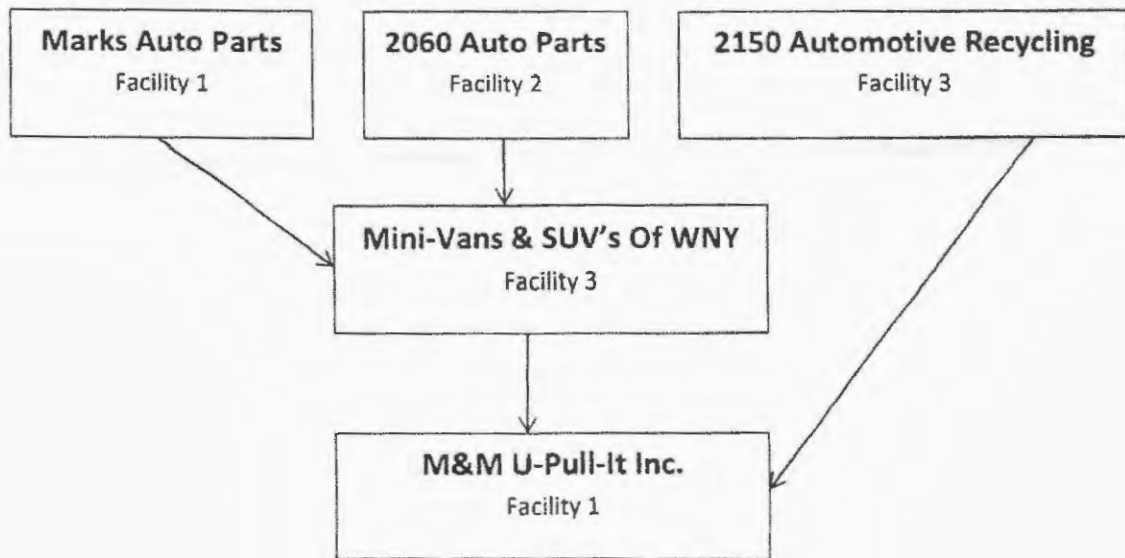 Marks Auto Parts
Facility 1
2060 Auto Parts
Facility 2
2150 Automotive Recycling
Facility 3
Mini-Vans & SUV's Of WNY
Facility 3
M&M U-Pull-It Inc.
Facility 1